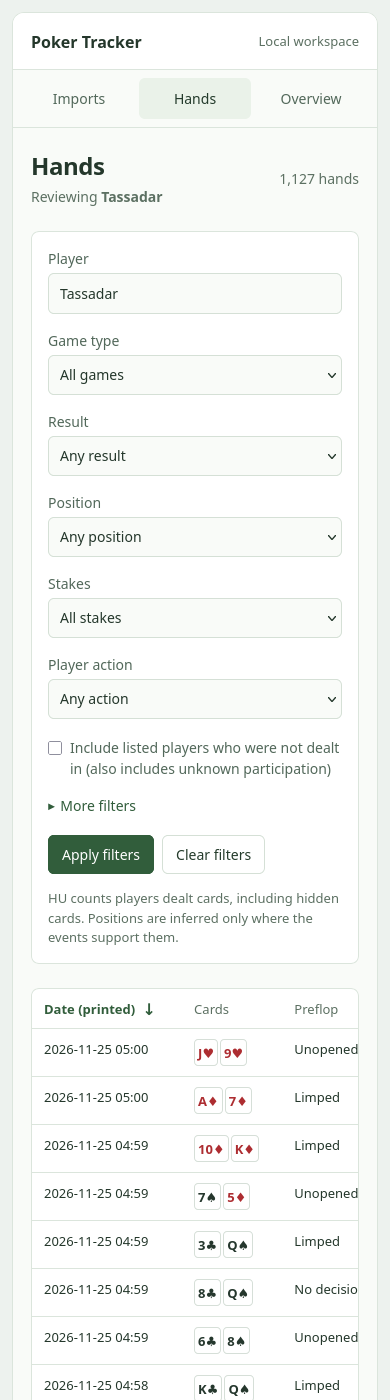 Poker Tracker Local workspace
Imports Hands Overview
Hands
1,127 hands
Reviewing Tassadar
Player
Tassadar
Game type
All games
Result
Any result
Position
Any position
Stakes
All stakes
Player action
Any action
Include listed players who were not dealt
in (also includes unknown participation)
▸ More filters
Apply filters Clear filters
HU counts players dealt cards, including hidden
cards. Positions are inferred only where the
events support them.
Date (printed) ↓ Cards Preflop
2026-11-25 05:00 J♥ 9♥ Unopened
2026-11-25 05:00 A♦ 7♦ Limped
2026-11-25 04:59 10♦ K♦ Limped
2026-11-25 04:59 7♠ 5♦ Unopened
2026-11-25 04:59 3♣ Q♠ Limped
2026-11-25 04:59 8♣ Q♠ No decisio
2026-11-25 04:59 6♣ 8♠ Unopened
2026-11-25 04:58 K♣ Q♠ Limped